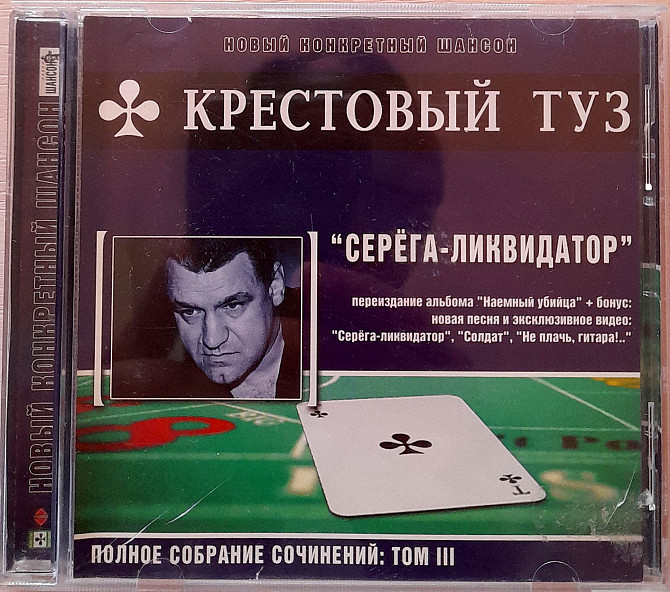 НОВЫЙ КОНКРЕТНЫЙ ШАНСОН
КРЕСТОВЫЙ ТУЗ
"СЕРЁГА-ЛИКВИДАТОР"
переиздание альбома "Наемный убийца" + бонус:
новая песня и эксклюзивное видео:
"Серёга-ликвидатор", "Солдат", "Не плачь, гитара!.."
Т
Т
ПОЛНОЕ СОБРАНИЕ СОЧИНЕНИЙ: ТОМ III
НОВЫЙ КОНКРЕТНЫЙ ШАНСОН
ШАНСОН